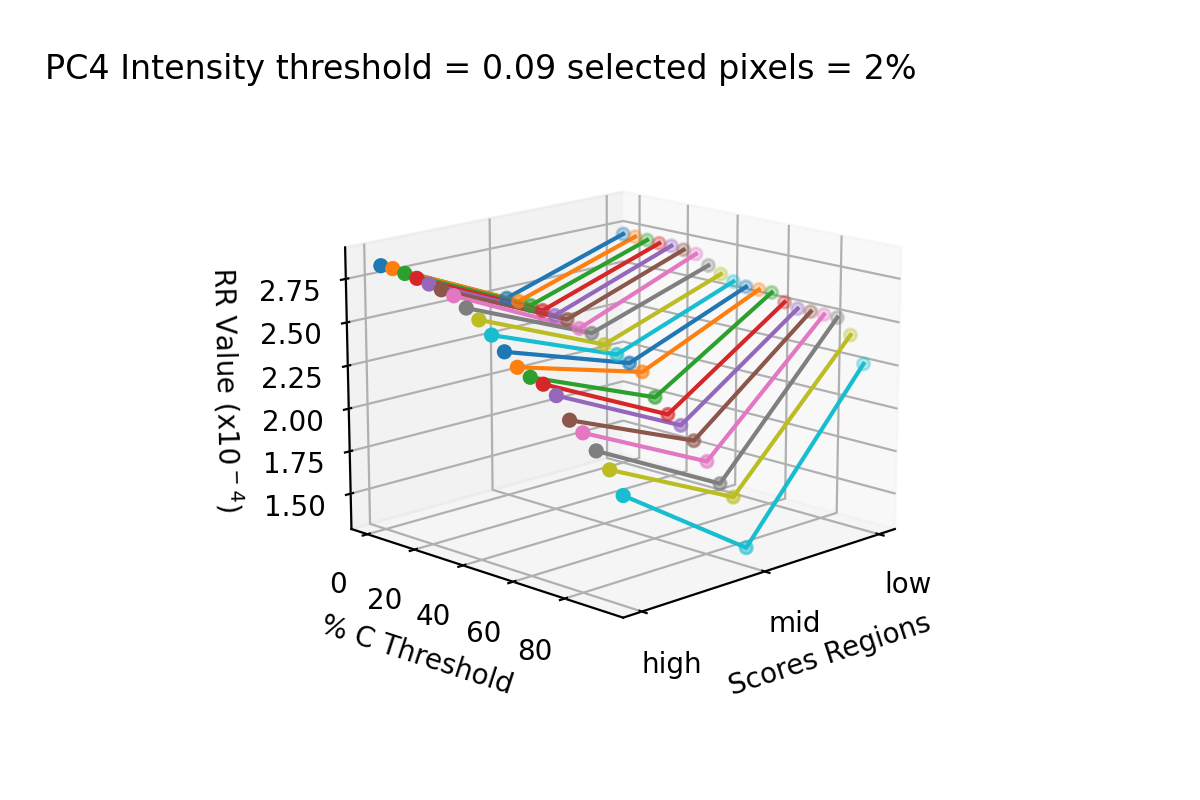 PC4 Intensity threshold = 0.09 selected pixels = 2%
RR Value (x10⁻⁴)
2.75
2.50
2.25
2.00
1.75
1.50
0
20
40
60
80
% C Threshold
high
mid
low
Scores Regions